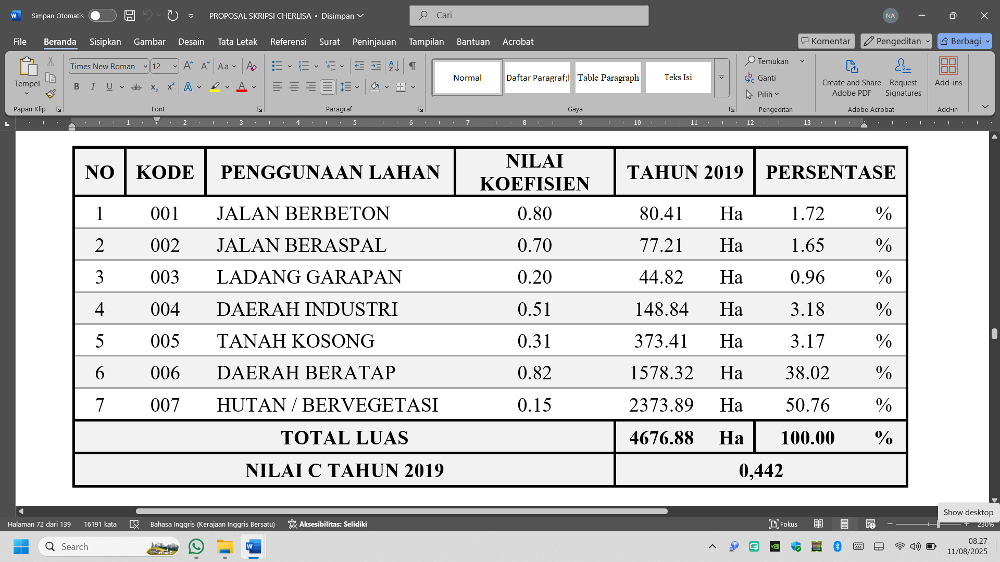 Simpan Otomatis PROPOSAL SKRIPSI CHERLISA • Disimpan Cari NA
File Beranda Sisipkan Gambar Desain Tata Letak Referensi Surat Peninjauan Tampilan Bantuan Acrobat Komentar Pengeditan Berbagi
Tempel
Times New Roman 12 Aa
Normal Daftar Paragraf;l Table Paragraph Teks Isi
Temukan
Ganti
Pilih
Create and Share Adobe PDF
Request Signatures
Add-ins
Papan Klip Font Paragraf Gaya Pengeditan Adobe Acrobat Add-in
1 2 3 4 5 6 7 8 9 10 11 12 13
NO KODE PENGGUNAAN LAHAN NILAI KOEFISIEN TAHUN 2019 PERSENTASE
1 001 JALAN BERBETON 0.80 80.41 Ha 1.72 %
2 002 JALAN BERASPAL 0.70 77.21 Ha 1.65 %
3 003 LADANG GARAPAN 0.20 44.82 Ha 0.96 %
4 004 DAERAH INDUSTRI 0.51 148.84 Ha 3.18 %
5 005 TANAH KOSONG 0.31 373.41 Ha 3.17 %
6 006 DAERAH BERATAP 0.82 1578.32 Ha 38.02 %
7 007 HUTAN / BERVEGETASI 0.15 2373.89 Ha 50.76 %
TOTAL LUAS 4676.88 Ha 100.00 %
NILAI C TAHUN 2019 0,442
Show desktop
Halaman 72 dari 139 16191 kata Bahasa Inggris (Kerajaan Inggris Bersatu) Aksesibilitas: Selidiki Fokus 230%
Search 08.27
11/08/2025